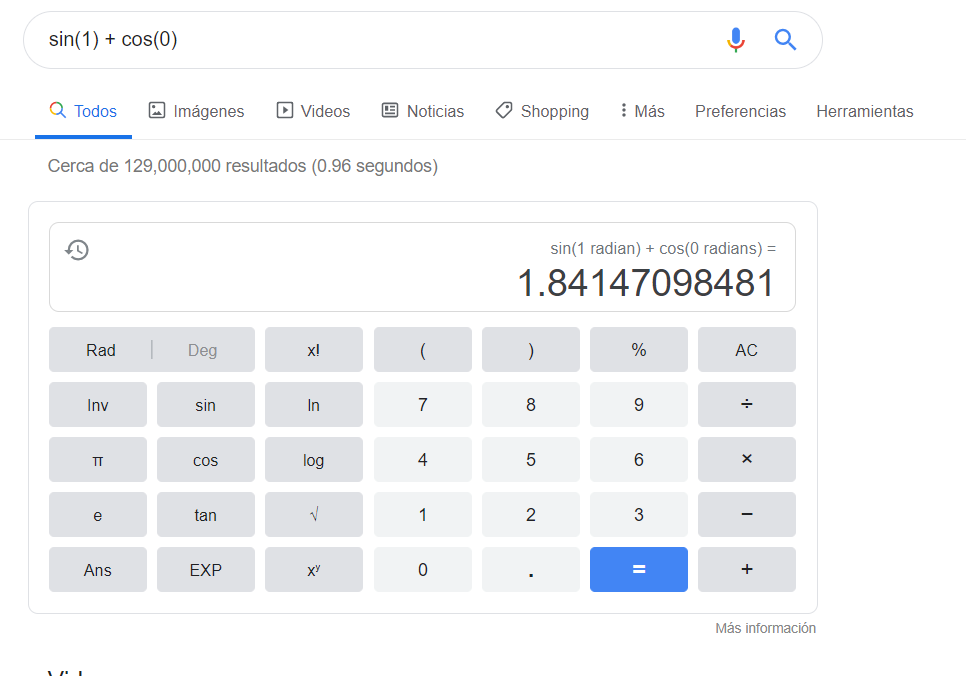 sin(1) + cos(0)
Todos Imágenes Videos Noticias Shopping Más Preferencias Herramientas
Cerca de 129,000,000 resultados (0.96 segundos)
sin(1 radian) + cos(0 radians) =
1.84147098481
Rad | Deg x! ( ) % AC
Inv sin ln 7 8 9 ÷
π cos log 4 5 6 ×
e tan √ 1 2 3 −
Ans EXP xʸ 0 . = +
Más información